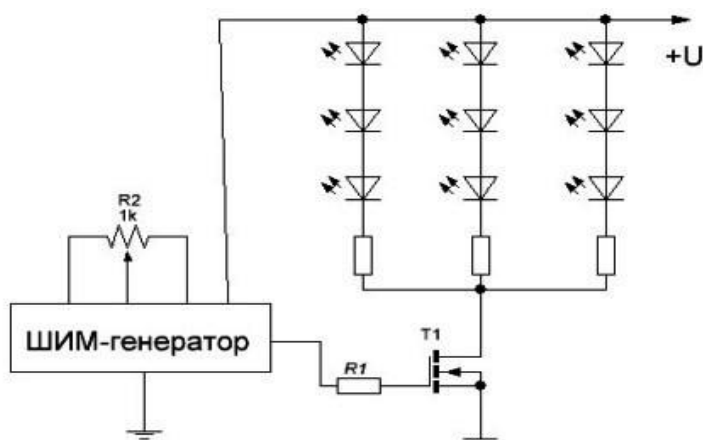 +U
R2
1k
ШИМ-генератор
T1
R1